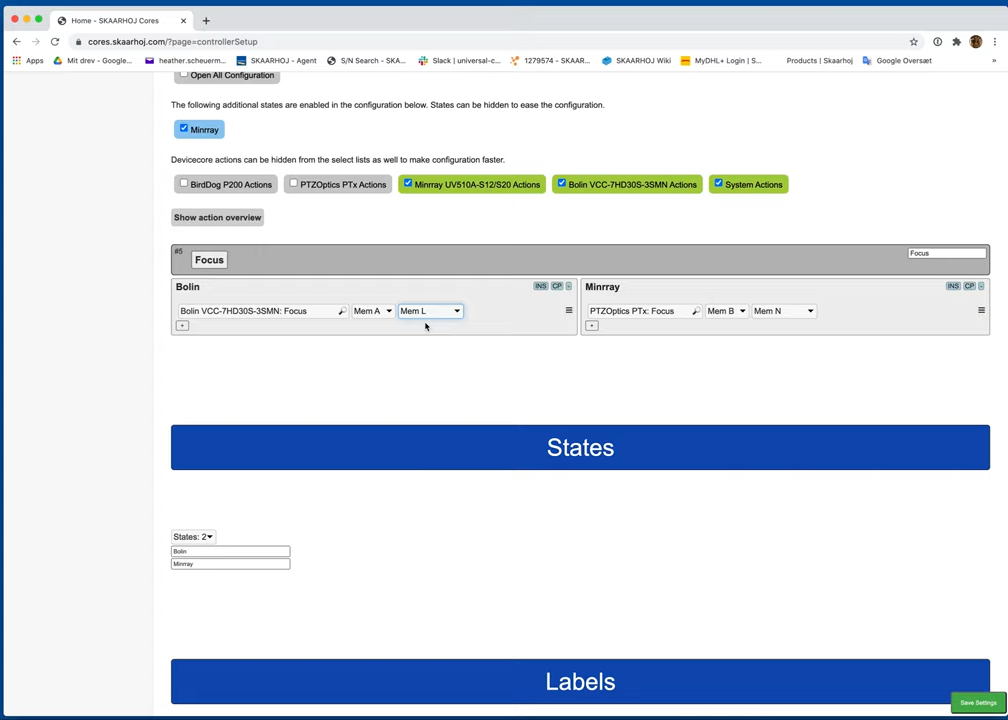 Home - SKAARHOJ Cores
cores.skaarhoj.com/?page=controllerSetup
Apps Mit drev - Google... heather.scheuerm... SKAARHOJ - Agent S/N Search - SKA... Slack | universal-c... 1279574 - SKAAR... SKAARHOJ Wiki MyDHL+ Login | S... Products | Skaarhoj Google Oversæt »
Open All Configuration
The following additional states are enabled in the configuration below. States can be hidden to ease the configuration.
Minrray
Devicecore actions can be hidden from the select lists as well to make configuration faster.
BirdDog P200 Actions PTZOptics PTx Actions Minrray UV510A-S12/S20 Actions Bolin VCC-7HD30S-3SMN Actions System Actions
Show action overview
#5 Focus Focus
Bolin INS CP - Minrray INS CP -
Bolin VCC-7HD30S-3SMN: Focus Mem A Mem L PTZOptics PTx: Focus Mem B Mem N
+ +
States
States: 2
Bolin
Minrray
Labels
Save Settings